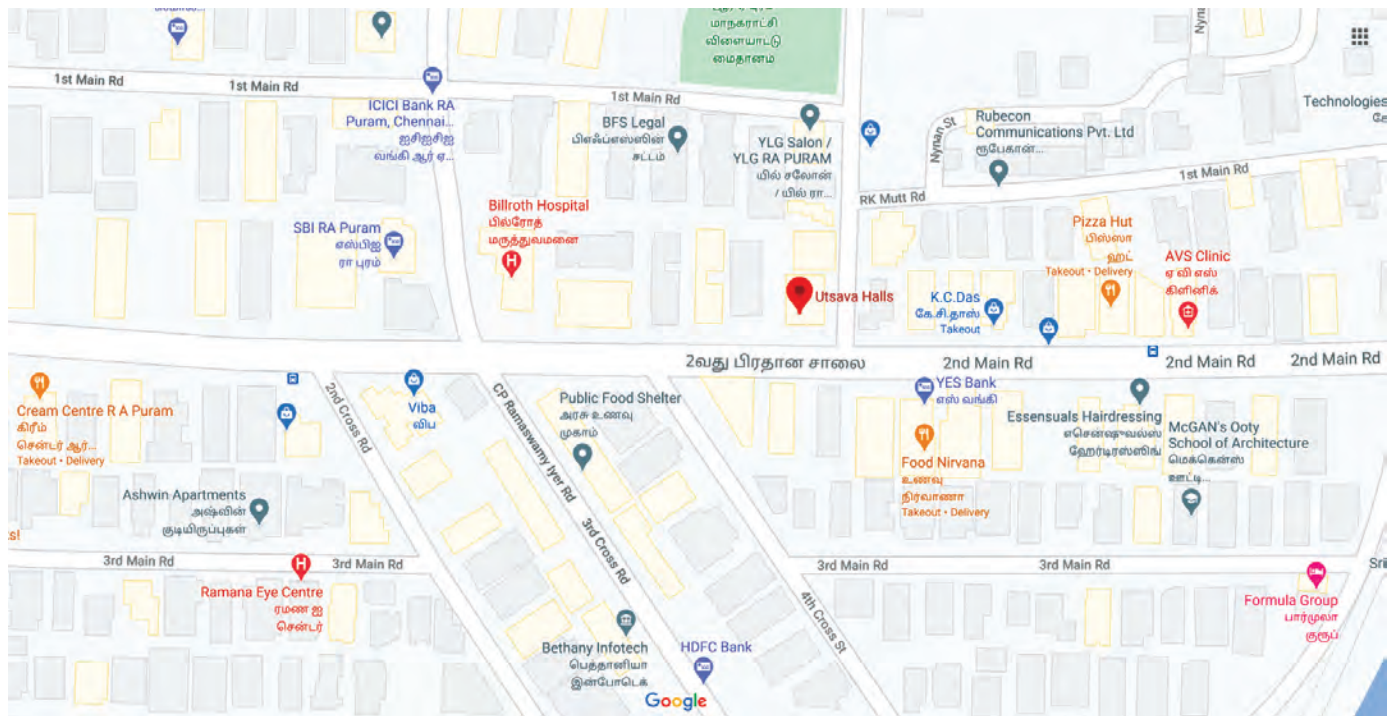 மாநகராட்சி
விளையாட்டு
மைதானம்
Nynan
1st Main Rd
1st Main Rd
1st Main Rd
ICICI Bank RA
Puram, Chennai...
ஐசிஐசிஐ
வங்கி ஆர் ஏ...
BFS Legal
பிஎஃப்எஸ்ஸின்
சட்டம்
YLG Salon /
YLG RA PURAM
யில் சலோன்
/ யில் ரா...
Nynan St
Rubecon
Communications Pvt. Ltd
ரூபேகான்...
Technologies
1st Main Rd
RK Mutt Rd
SBI RA Puram
எஸ்பிஐ
ரா புரம்
Billroth Hospital
பில்ரோத்
மருத்துவமனை
Pizza Hut
பிஸ்ஸா
ஹட்
Takeout • Delivery
AVS Clinic
ஏ வி எஸ்
கிளினிக்
Utsava Halls
K.C.Das
கே.சி.தாஸ்
Takeout
2வது பிரதான சாலை
2nd Main Rd
2nd Main Rd
2nd Main Rd
Cream Centre R A Puram
கிரீம்
சென்டர் ஆர்...
Takeout • Delivery
2nd Cross Rd
Viba
விப
CP Ramaswamy Iyer Rd
Public Food Shelter
அரசு உணவு
முகாம்
YES Bank
எஸ் வங்கி
Essensuals Hairdressing
எசென்ஷுவல்ஸ்
ஹேர்டிரஸ்ஸிங்
McGAN's Ooty
School of Architecture
மெக்கென்ஸ்
ஊட்டி...
Food Nirvana
உணவு
நிர்வாணா
Takeout • Delivery
Ashwin Apartments
அஷ்வின்
குடியிருப்புகள்
s!
3rd Main Rd
3rd Main Rd
Ramana Eye Centre
ரமண ஐ
சென்டர்
3rd Cross Rd
4th Cross St
3rd Main Rd
3rd Main Rd
Formula Group
பார்முலா
குரூப்
Bethany Infotech
பெத்தானியா
இன்போடெக்
HDFC Bank
Google